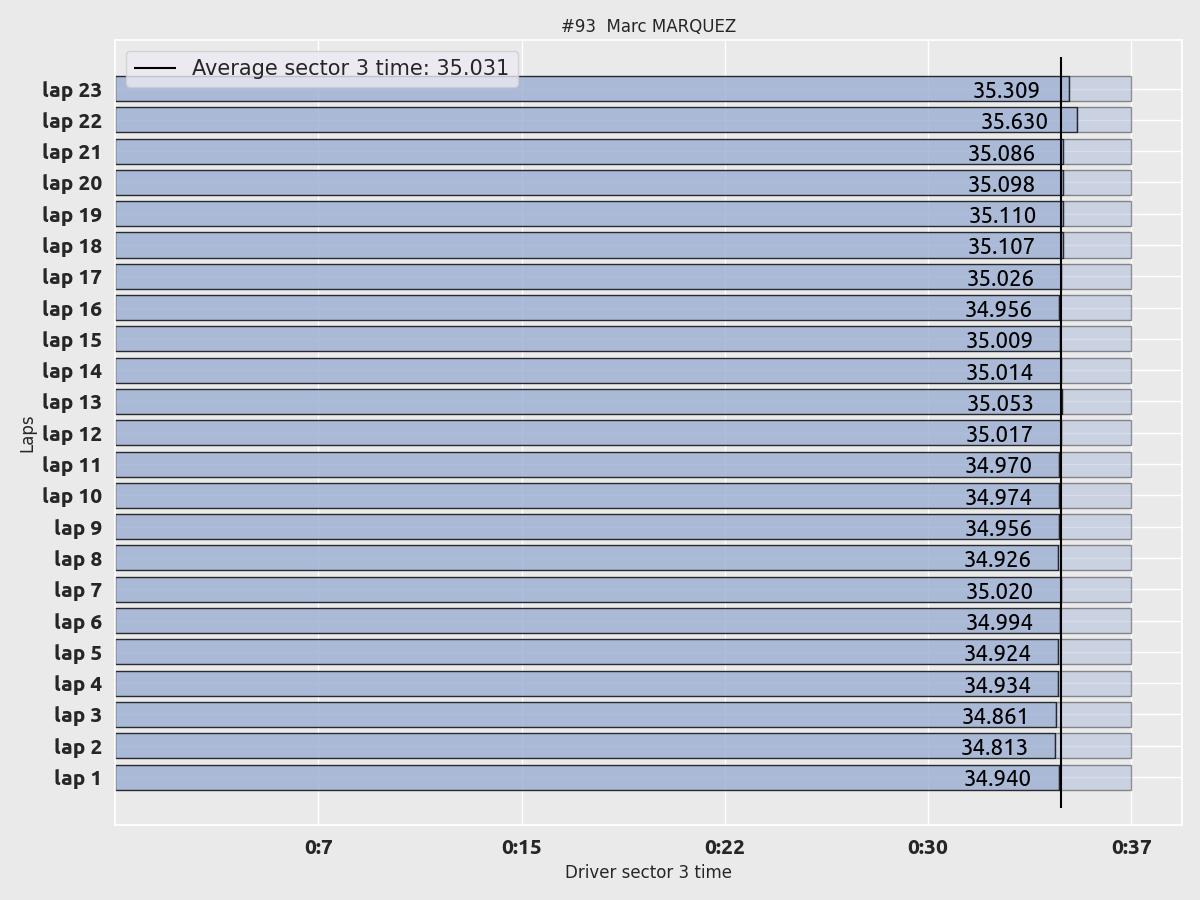 #93  Marc MARQUEZ
Average sector 3 time: 35.031
lap 23 35.309
lap 22 35.630
lap 21 35.086
lap 20 35.098
lap 19 35.110
lap 18 35.107
lap 17 35.026
lap 16 34.956
lap 15 35.009
lap 14 35.014
lap 13 35.053
lap 12 35.017
lap 11 34.970
lap 10 34.974
lap 9 34.956
lap 8 34.926
lap 7 35.020
lap 6 34.994
lap 5 34.924
lap 4 34.934
lap 3 34.861
lap 2 34.813
lap 1 34.940
Laps
0:7 0:15 0:22 0:30 0:37
Driver sector 3 time